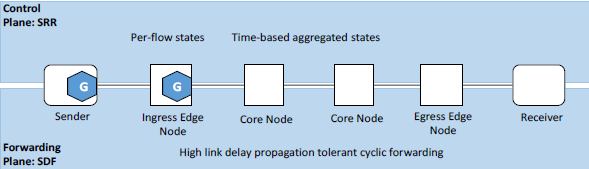 Control
Plane: SRR
Per-flow states
Time-based aggregated states
G
G
Sender
Ingress Edge
Node
Core Node
Core Node
Egress Edge
Node
Receiver
Forwarding
Plane: SDF
High link delay propagation tolerant cyclic forwarding